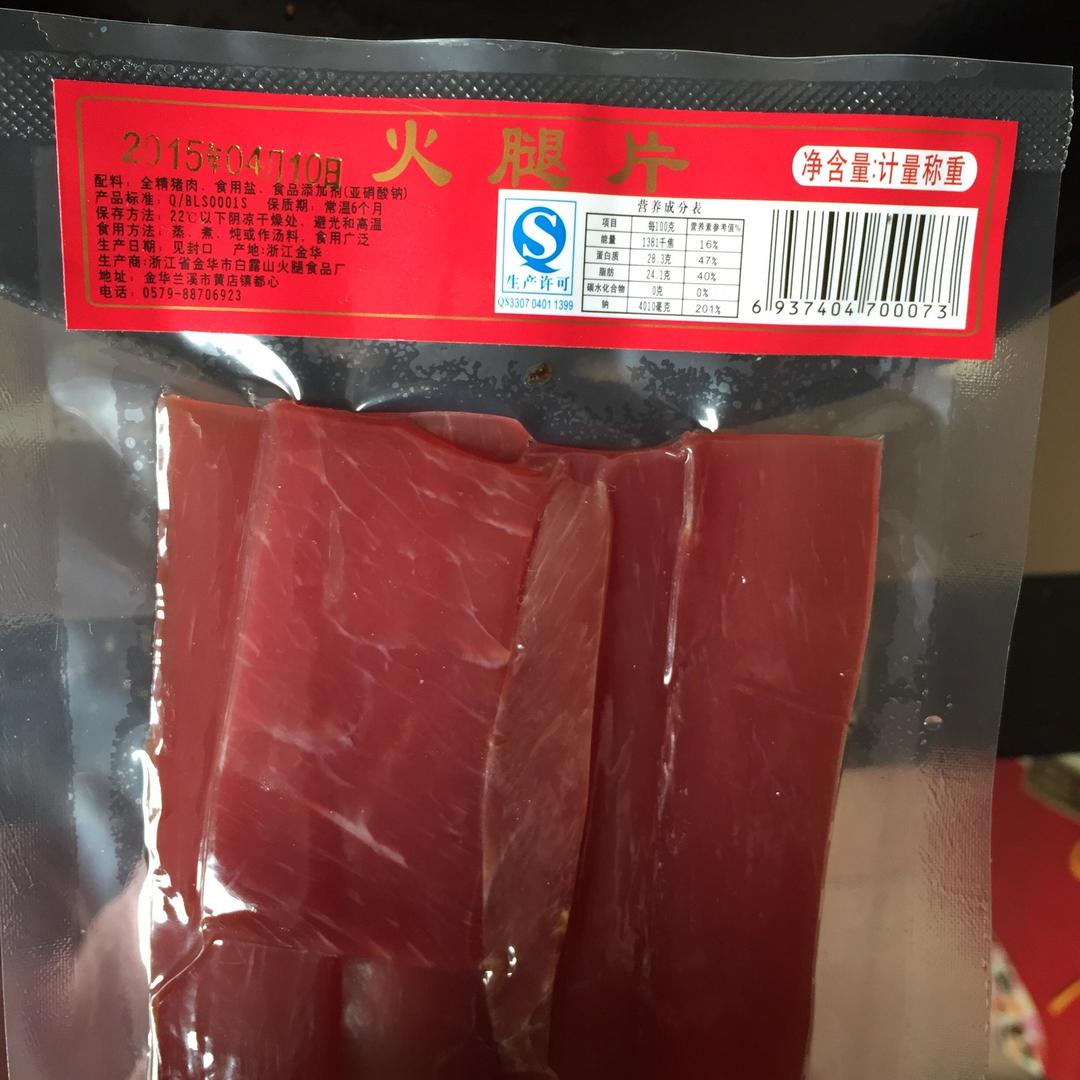 火腿片
2015年04月10日
净含量:计量称重
配料：全精猪肉、食用盐、食品添加剂(亚硝酸钠)
产品标准：Q/BLS0001S 保质期：常温6个月
保存方法：22℃以下阴凉干燥处、避光和高温
食用方法：蒸、煮、炖或作汤料，食用广泛
生产日期：见封口 产地:浙江金华
生产商:浙江省金华市白露山火腿食品厂
地址：金华兰溪市黄店镇都心
电话：0579-88706923
生产许可
QS3307 0401 1399
营养成分表
项目 每100克 营养素参考值%
能量 1381千焦 16%
蛋白质 28.3克 47%
脂肪 24.1克 40%
碳水化合物 0克 0%
钠 4010毫克 201%
6 937404 700073